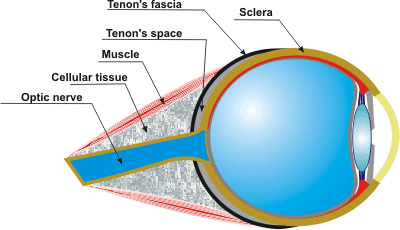 Tenon's fascia
Sclera
Tenon's space
Muscle
Cellular tissue
Optic nerve